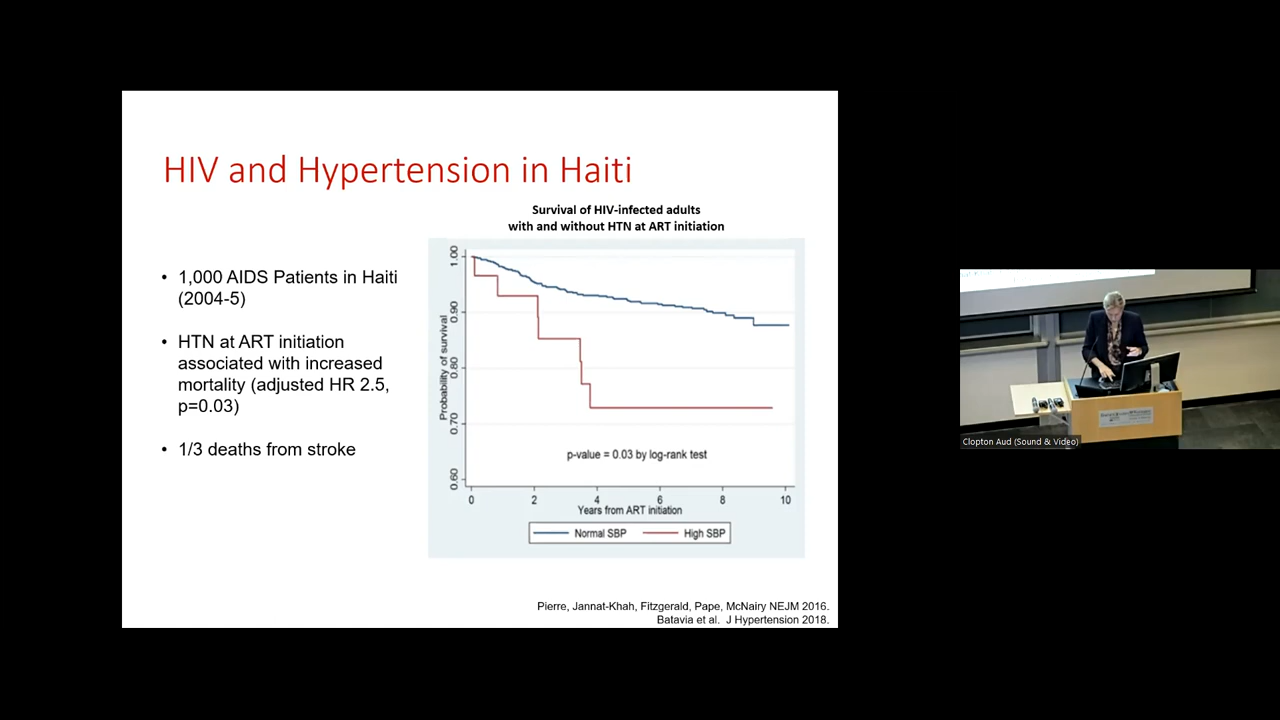 HIV and Hypertension in Haiti
Survival of HIV-infected adults
with and without HTN at ART initiation
• 1,000 AIDS Patients in Haiti
(2004-5)
• HTN at ART initiation
associated with increased
mortality (adjusted HR 2.5,
p=0.03)
• 1/3 deaths from stroke
Probability of survival
1.00
0.90
0.80
0.70
0.60
p-value = 0.03 by log-rank test
0 2 4 6 8 10
Years from ART initiation
Normal SBP High SBP
Pierre, Jannat-Khah, Fitzgerald, Pape, McNairy NEJM 2016.
Batavia et al. J Hypertension 2018.
Clopton Aud (Sound & Video)